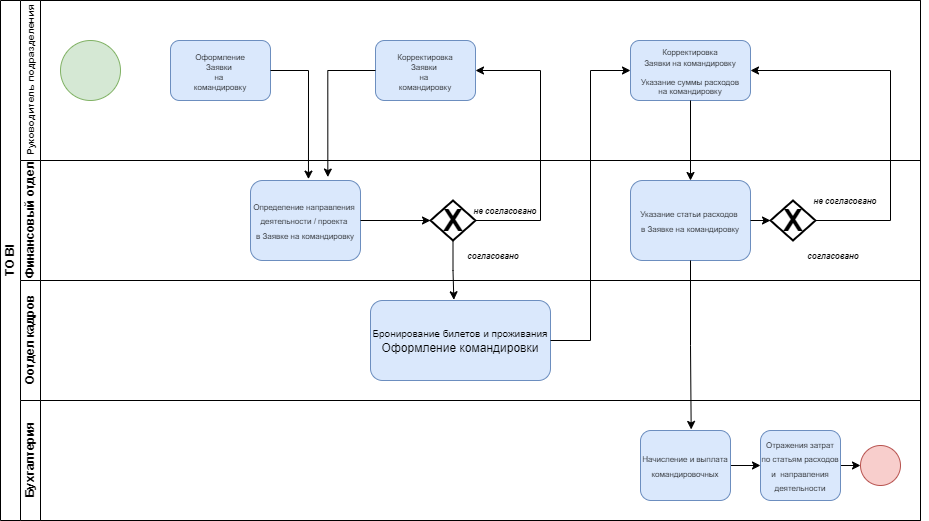 TO BI
Руководитель подразделения
Оформление
Заявки
на
командировку
Корректировка
Заявки
на
командировку
Корректировка
Заявки на командировку
Указание суммы расходов
на командировку
Финансовый отдел
Определение направления
деятельности / проекта
в Заявке на командировку
X
не согласовано
согласовано
Указание статьи расходов
в Заявке на командировку
X
не согласовано
согласовано
Оотдел кадров
Бронирование билетов и проживания
Оформление командировки
Бухгалтерия
Начисление и выплата
командировочных
Отражения затрат
по статьям расходов
и направления
деятельности